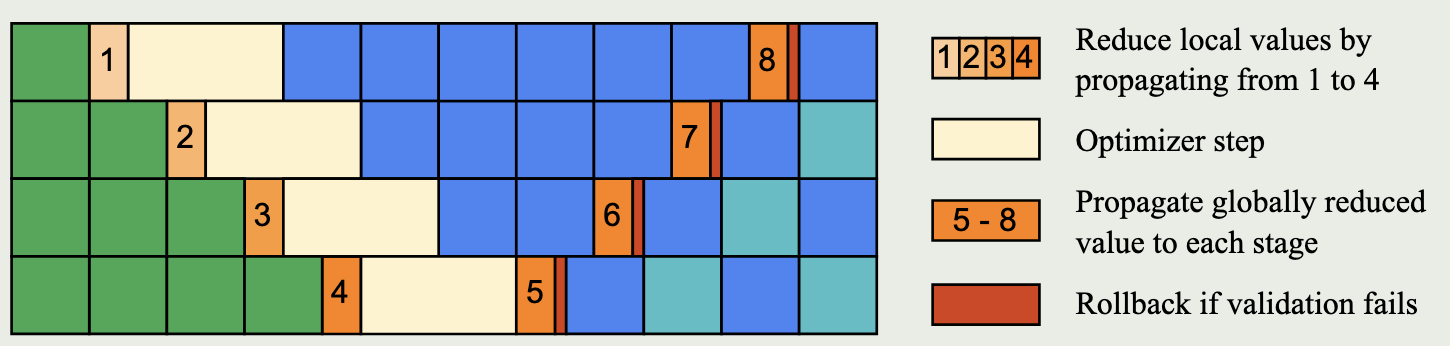 1
8
2
7
3
6
4
5
1 2 3 4
Reduce local values by
propagating from 1 to 4
Optimizer step
5 - 8
Propagate globally reduced
value to each stage
Rollback if validation fails